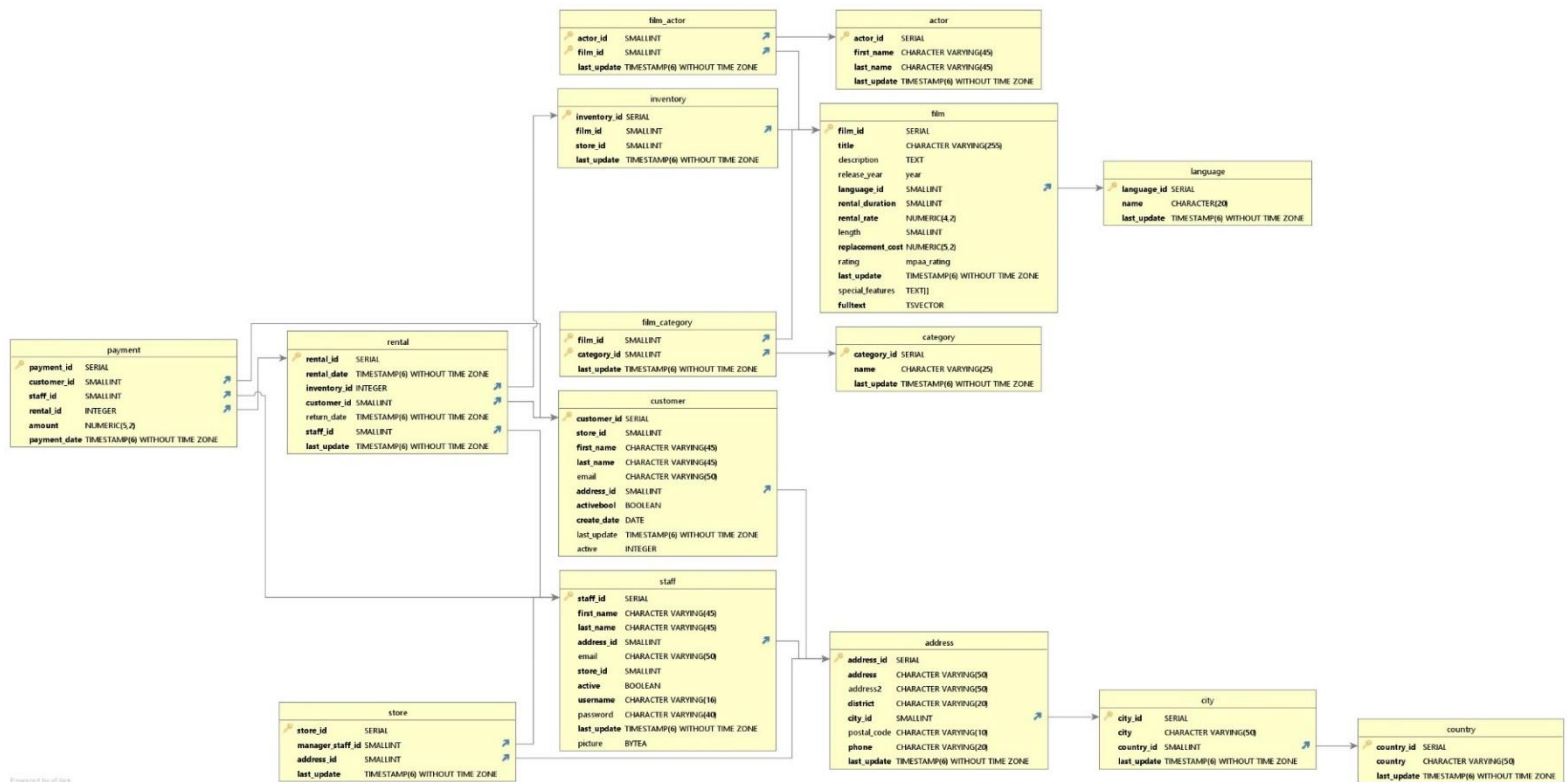 film_actor
actor_id SMALLINT
film_id SMALLINT
last_update TIMESTAMP(6) WITHOUT TIME ZONE
actor
actor_id SERIAL
first_name CHARACTER VARYING(45)
last_name CHARACTER VARYING(45)
last_update TIMESTAMP(6) WITHOUT TIME ZONE
inventory
inventory_id SERIAL
film_id SMALLINT
store_id SMALLINT
last_update TIMESTAMP(6) WITHOUT TIME ZONE
film
film_id SERIAL
title CHARACTER VARYING(255)
description TEXT
release_year year
language_id SMALLINT
rental_duration SMALLINT
rental_rate NUMERIC(4,2)
length SMALLINT
replacement_cost NUMERIC(5,2)
rating mpaa_rating
last_update TIMESTAMP(6) WITHOUT TIME ZONE
special_features TEXT[]
fulltext TSVECTOR
language
language_id SERIAL
name CHARACTER(20)
last_update TIMESTAMP(6) WITHOUT TIME ZONE
payment
payment_id SERIAL
customer_id SMALLINT
staff_id SMALLINT
rental_id INTEGER
amount NUMERIC(5,2)
payment_date TIMESTAMP(6) WITHOUT TIME ZONE
rental
rental_id SERIAL
rental_date TIMESTAMP(6) WITHOUT TIME ZONE
inventory_id INTEGER
customer_id SMALLINT
return_date TIMESTAMP(6) WITHOUT TIME ZONE
staff_id SMALLINT
last_update TIMESTAMP(6) WITHOUT TIME ZONE
film_category
film_id SMALLINT
category_id SMALLINT
last_update TIMESTAMP(6) WITHOUT TIME ZONE
category
category_id SERIAL
name CHARACTER VARYING(25)
last_update TIMESTAMP(6) WITHOUT TIME ZONE
customer
customer_id SERIAL
store_id SMALLINT
first_name CHARACTER VARYING(45)
last_name CHARACTER VARYING(45)
email CHARACTER VARYING(50)
address_id SMALLINT
activebool BOOLEAN
create_date DATE
last_update TIMESTAMP(6) WITHOUT TIME ZONE
active INTEGER
staff
staff_id SERIAL
first_name CHARACTER VARYING(45)
last_name CHARACTER VARYING(45)
address_id SMALLINT
email CHARACTER VARYING(50)
store_id SMALLINT
active BOOLEAN
username CHARACTER VARYING(16)
password CHARACTER VARYING(40)
last_update TIMESTAMP(6) WITHOUT TIME ZONE
picture BYTEA
store
store_id SERIAL
manager_staff_id SMALLINT
address_id SMALLINT
last_update TIMESTAMP(6) WITHOUT TIME ZONE
address
address_id SERIAL
address CHARACTER VARYING(50)
address2 CHARACTER VARYING(50)
district CHARACTER VARYING(20)
city_id SMALLINT
postal_code CHARACTER VARYING(10)
phone CHARACTER VARYING(20)
last_update TIMESTAMP(6) WITHOUT TIME ZONE
city
city_id SERIAL
city CHARACTER VARYING(50)
country_id SMALLINT
last_update TIMESTAMP(6) WITHOUT TIME ZONE
country
country_id SERIAL
country CHARACTER VARYING(50)
last_update TIMESTAMP(6) WITHOUT TIME ZONE
Powered by yFiles